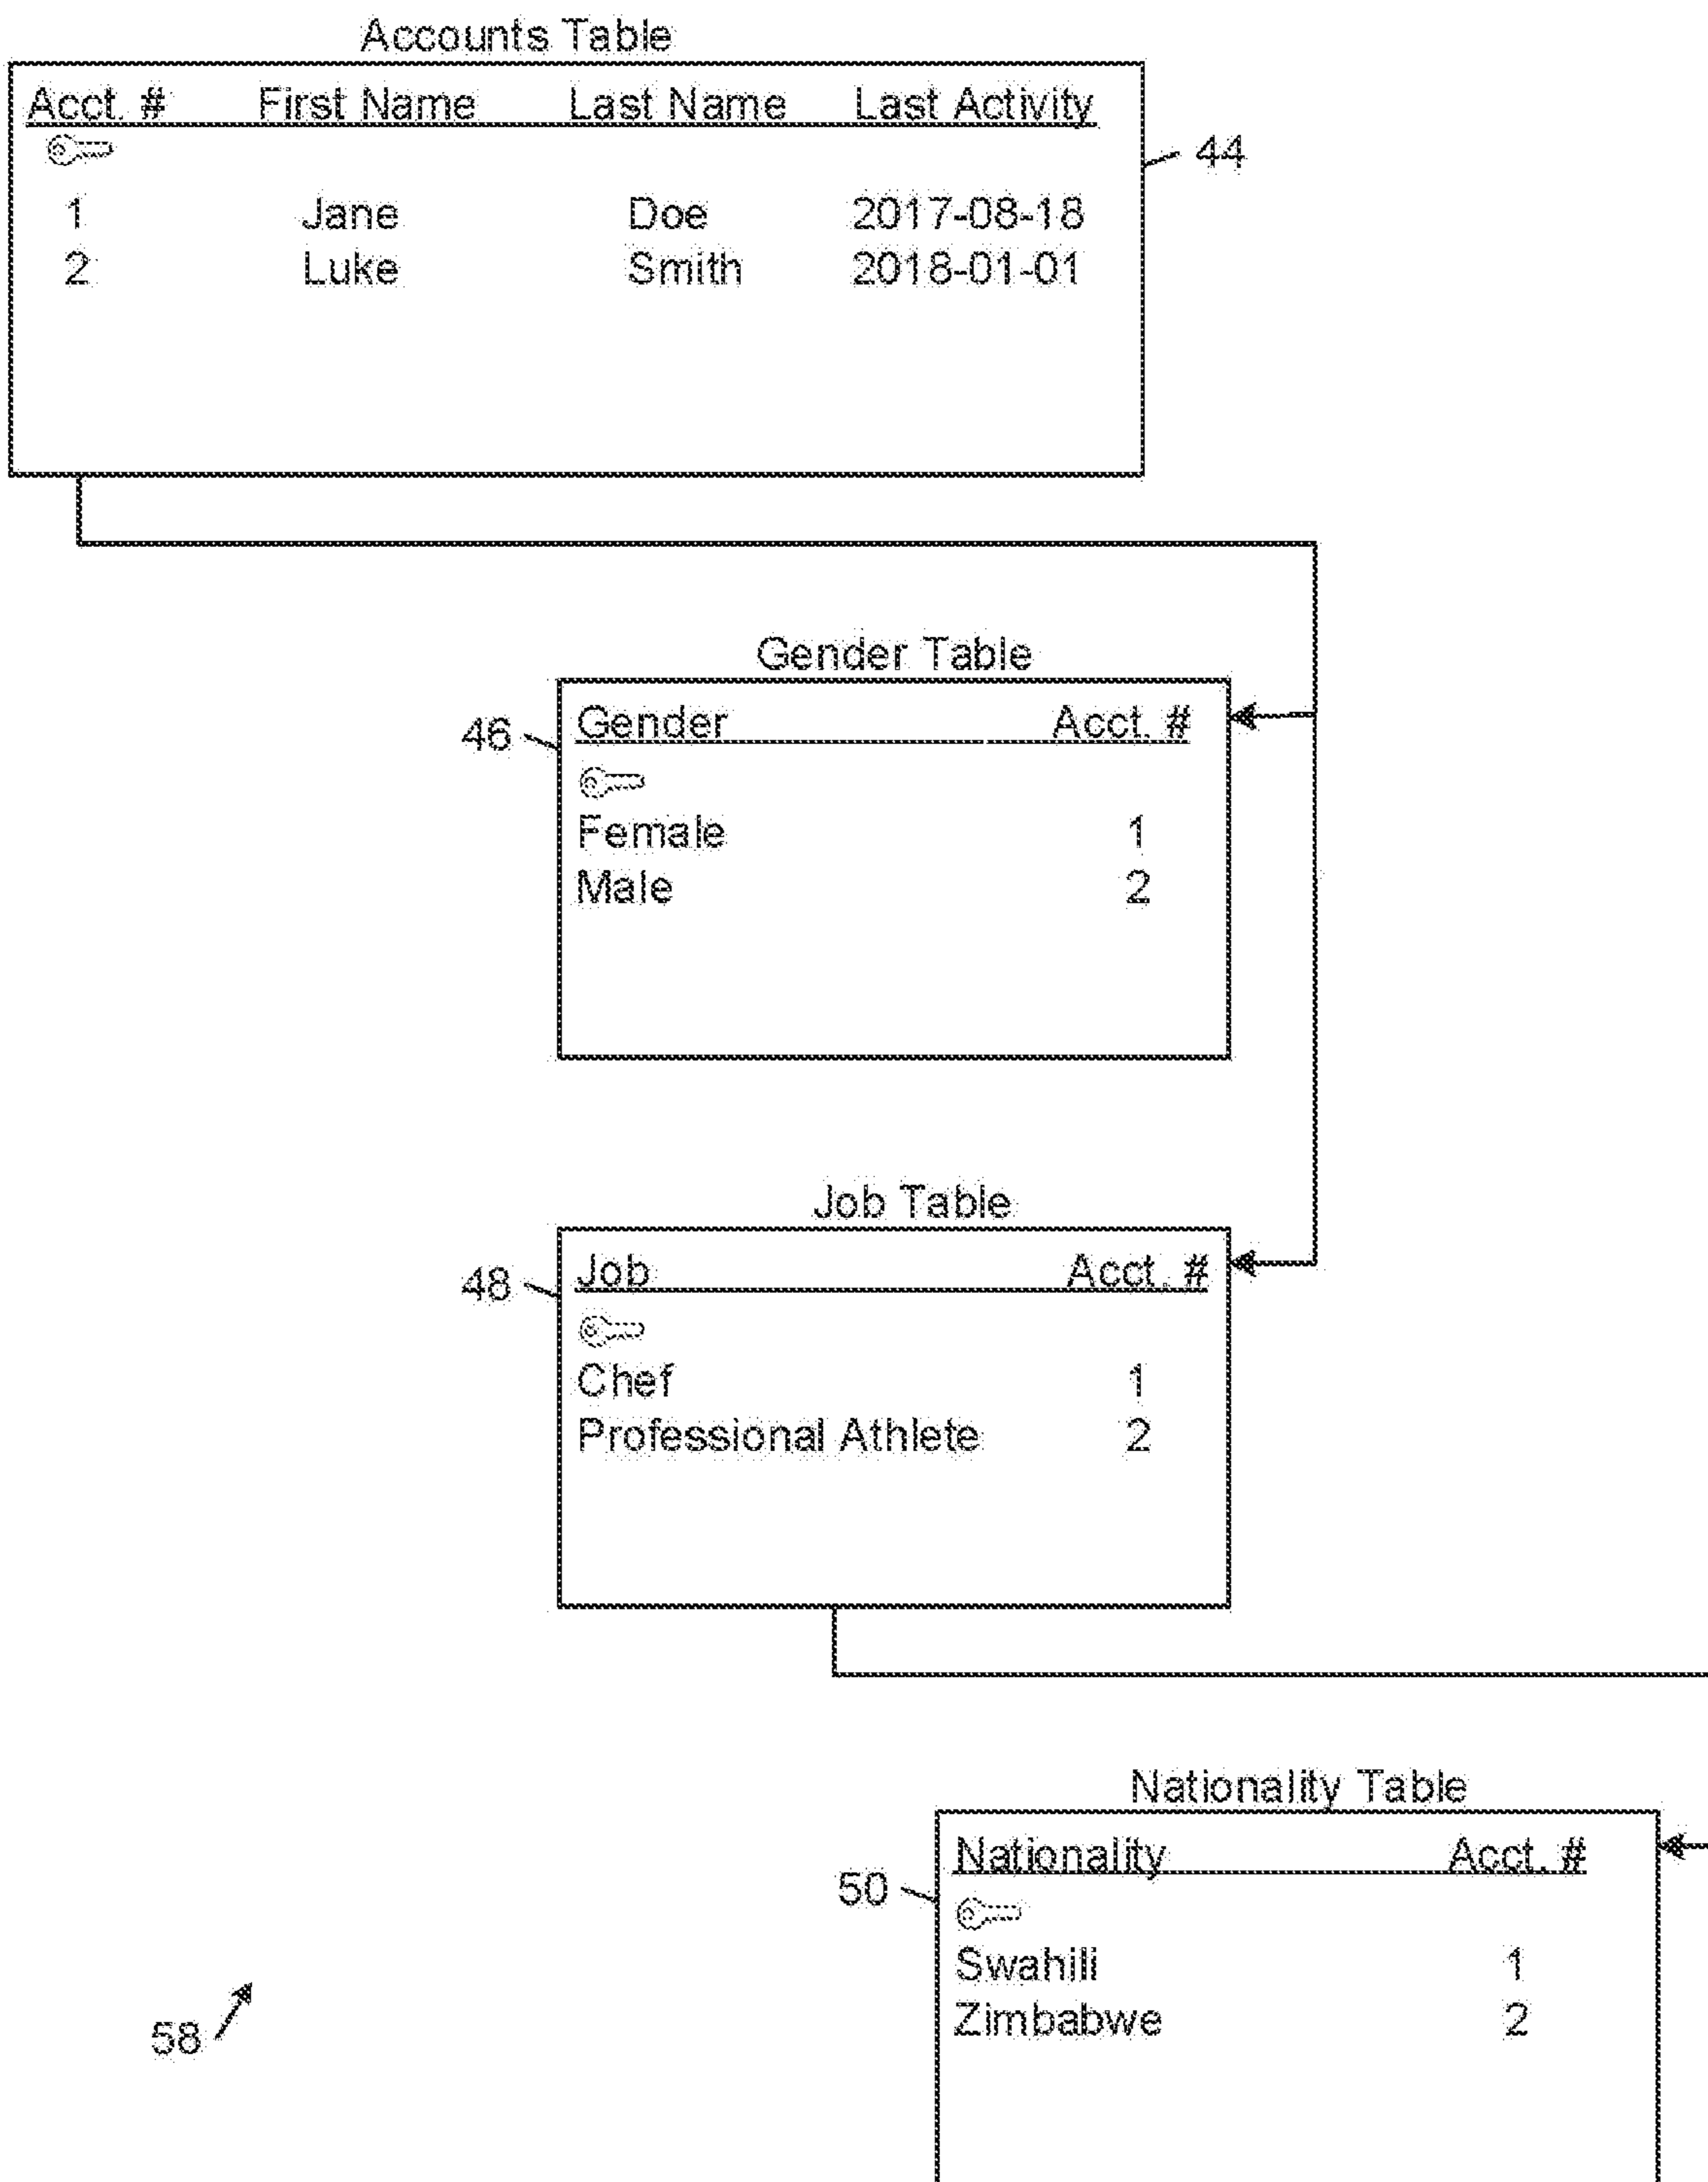 Accounts Table
Acct. # First Name Last Name Last Activity
44
1 Jane Doe 2017-08-18
2 Luke Smith 2018-01-01
Gender Table
46 Gender Acct. #
Female 1
Male 2
Job Table
48 Job Acct. #
Chef 1
Professional Athlete 2
Nationality Table
50 Nationality Acct. #
Swahili 1
Zimbabwe 2
58